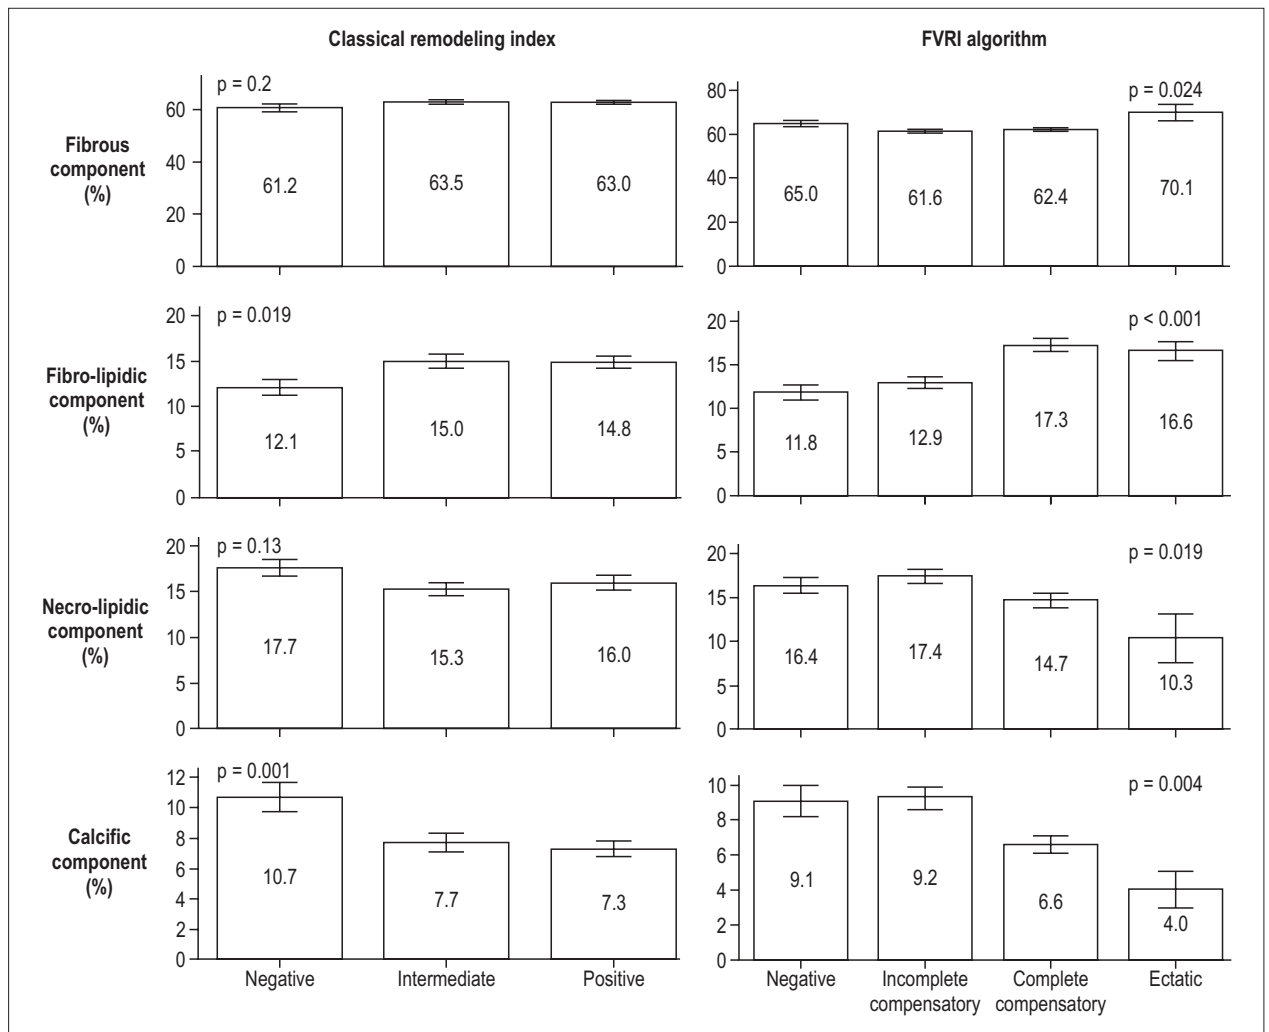 Classical remodeling index
FVRI algorithm
Fibrous
component
(%)
p = 0.2
60
40
20
0
61.2
63.5
63.0
p = 0.024
80
60
40
20
0
65.0
61.6
62.4
70.1
Fibro-lipidic
component
(%)
p = 0.019
20
15
10
5
0
12.1
15.0
14.8
p < 0.001
20
15
10
5
0
11.8
12.9
17.3
16.6
Necro-lipidic
component
(%)
p = 0.13
20
15
10
5
0
17.7
15.3
16.0
p = 0.019
20
15
10
5
0
16.4
17.4
14.7
10.3
Calcific
component
(%)
p = 0.001
12
10
8
6
4
2
0
10.7
7.7
7.3
p = 0.004
10
8
6
4
2
0
9.1
9.2
6.6
4.0
Negative
Intermediate
Positive
Negative
Incomplete
compensatory
Complete
compensatory
Ectatic